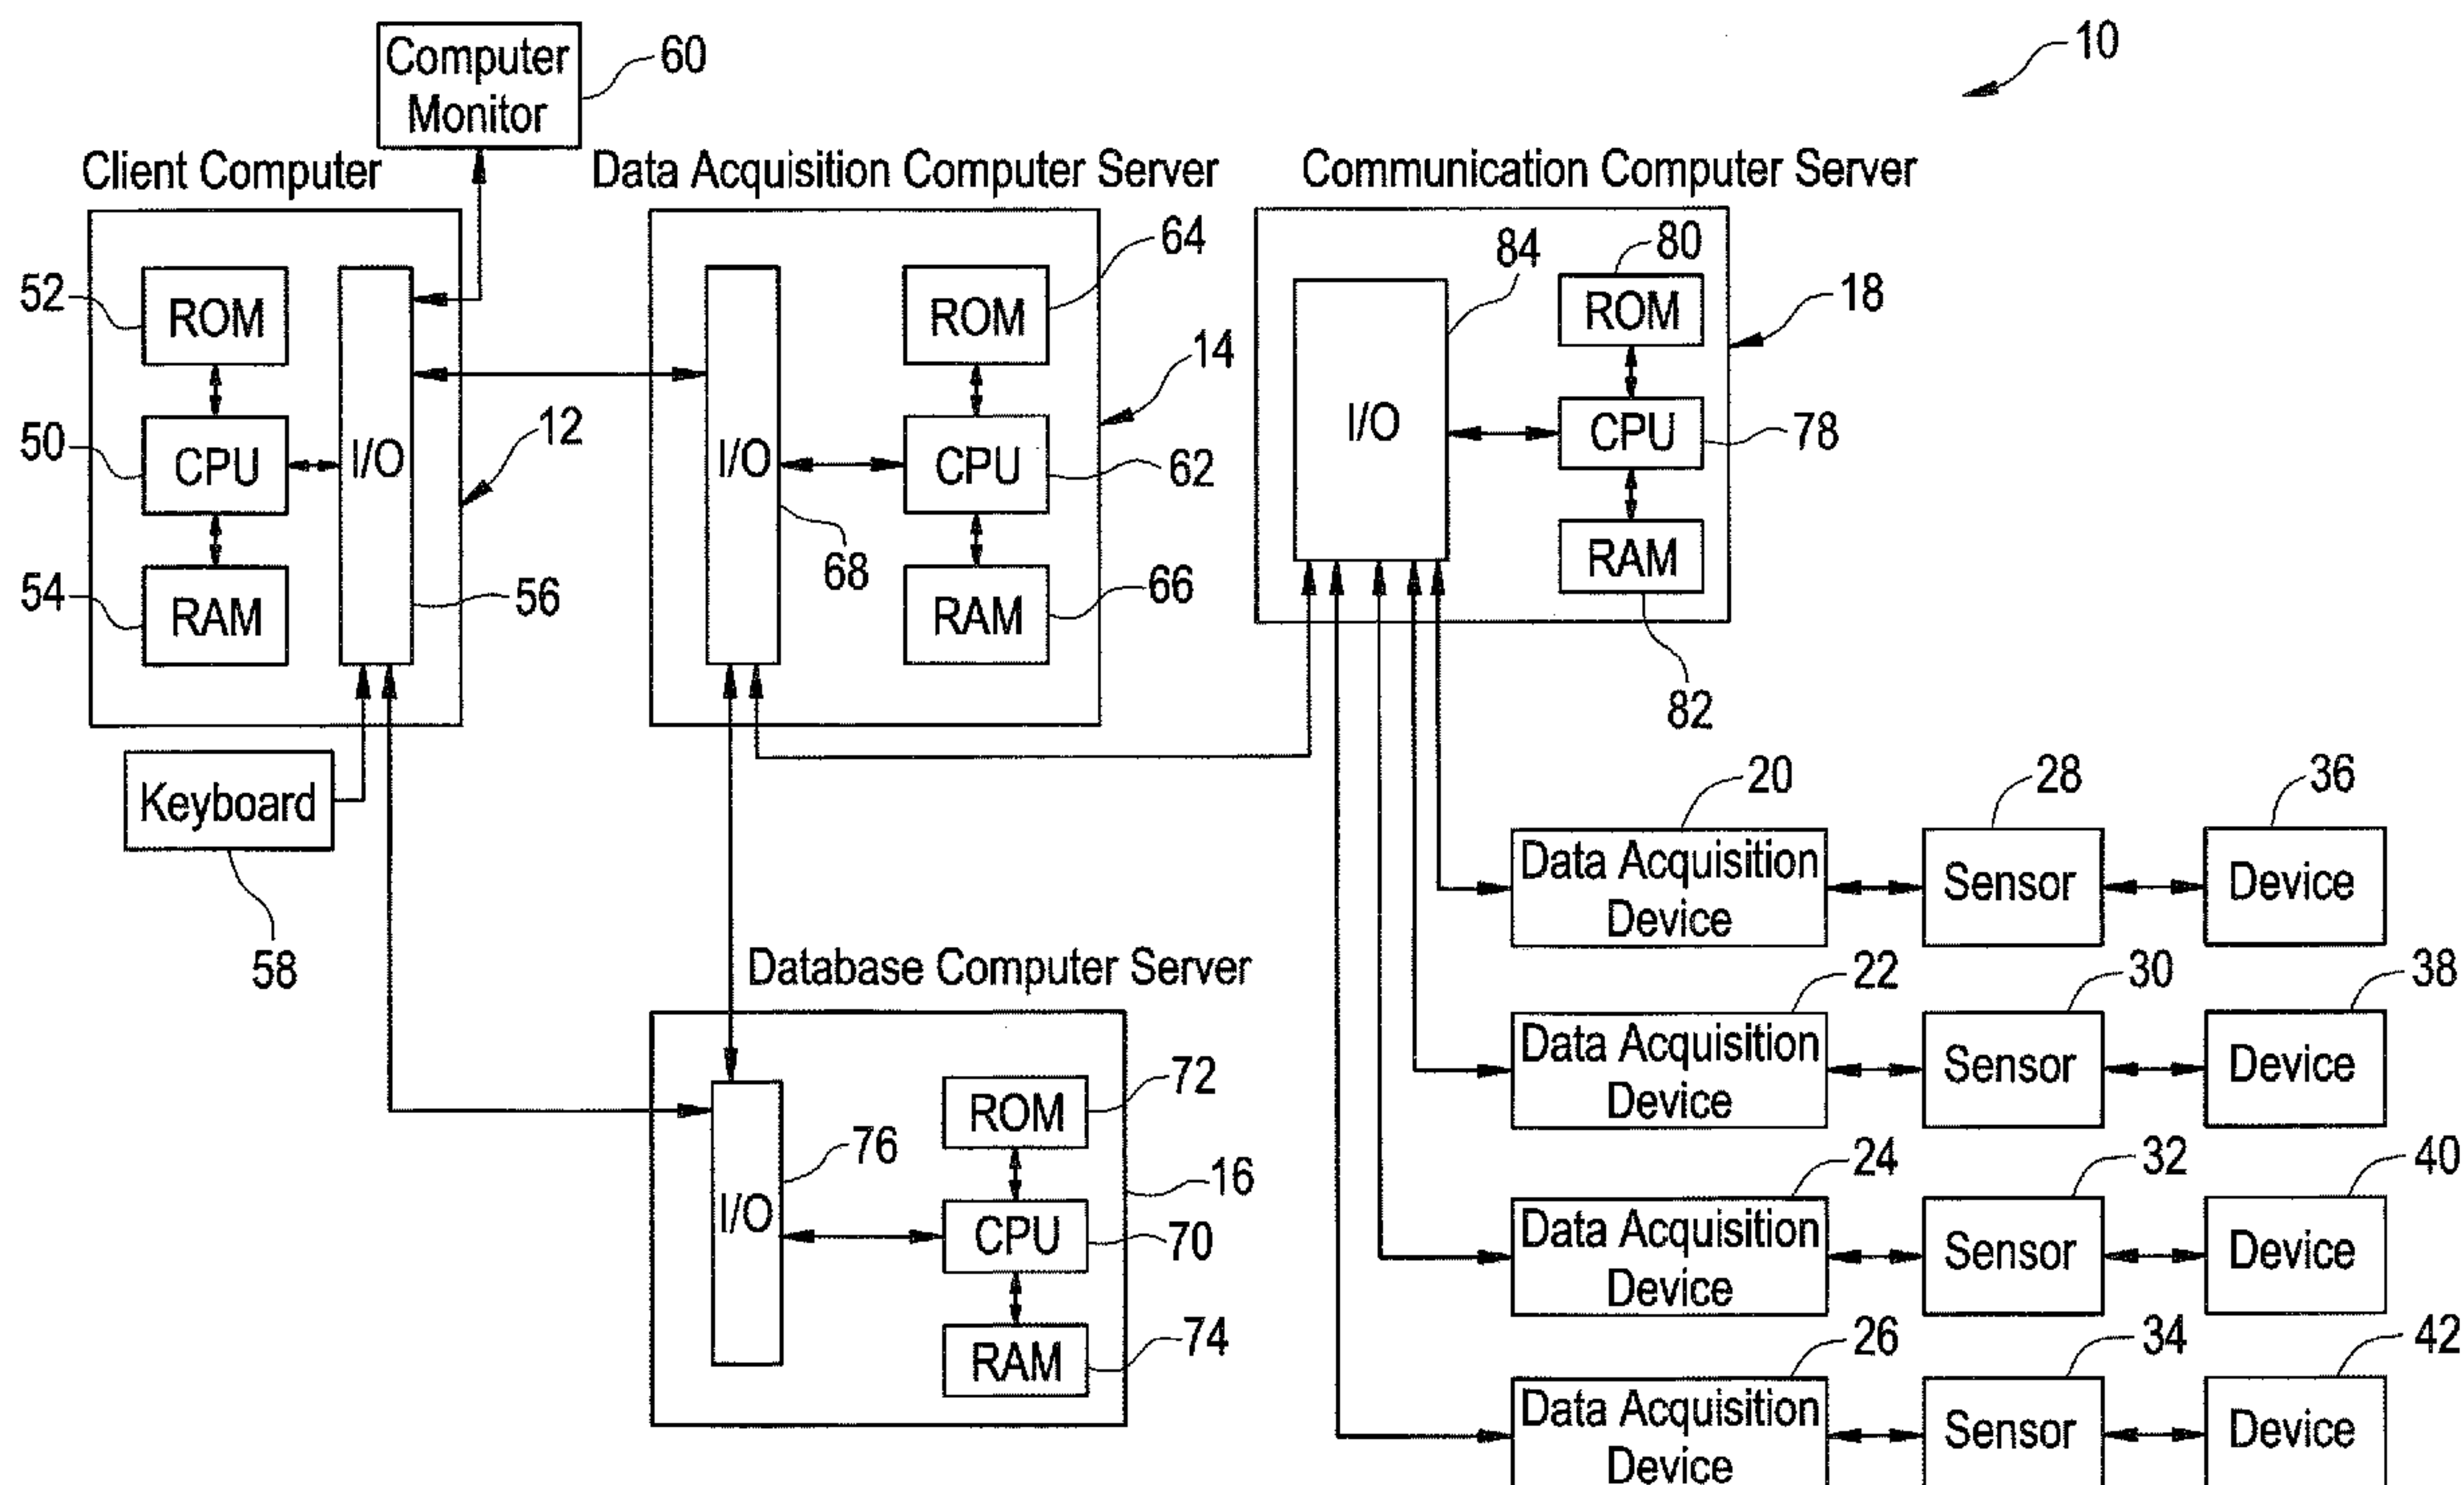 10
Computer
Monitor
60
Client Computer
Data Acquisition Computer Server
Communication Computer Server
52
ROM
50
CPU
54
RAM
I/O
12
56
Keyboard
58
I/O
68
ROM
64
14
CPU
62
RAM
66
I/O
84
ROM
80
18
CPU
78
RAM
82
Database Computer Server
I/O
76
ROM
72
16
CPU
70
RAM
74
Data Acquisition
Device
20
Sensor
28
Device
36
Data Acquisition
Device
22
Sensor
30
Device
38
Data Acquisition
Device
24
Sensor
32
Device
40
Data Acquisition
Device
26
Sensor
34
Device
42